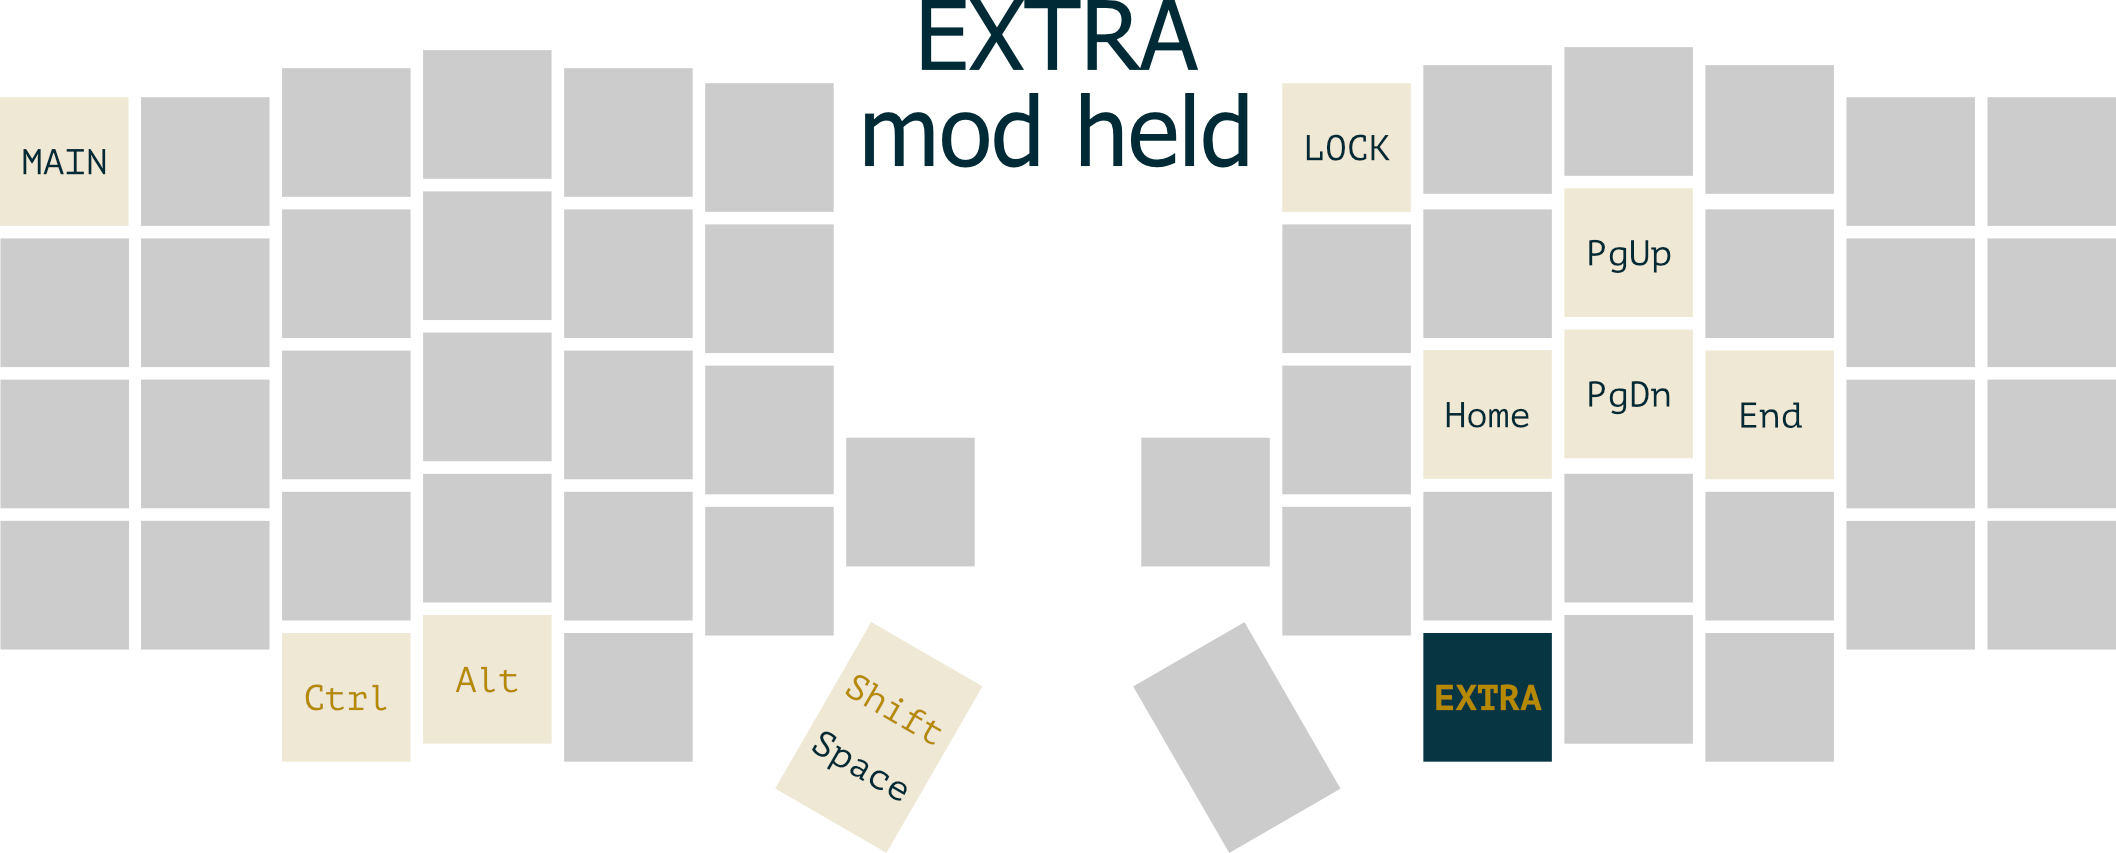 EXTRA
mod held
MAIN
LOCK
PgUp
Home
PgDn
End
Ctrl
Alt
Shift
Space
EXTRA